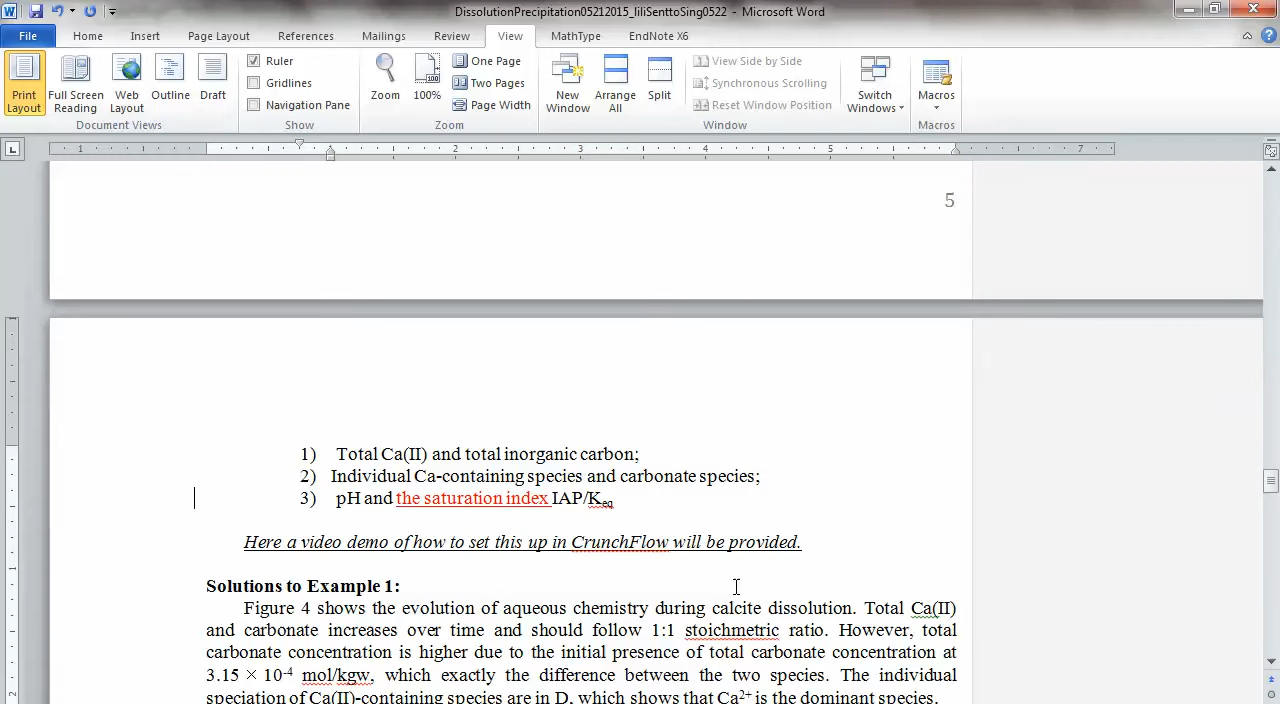 DissolutionPrecipitation05212015_liliSenttoSing0522 - Microsoft Word
File Home Insert Page Layout References Mailings Review View MathType EndNote X6
Print Layout
Full Screen Reading
Web Layout
Outline
Draft
Document Views
Ruler
Gridlines
Navigation Pane
Show
Zoom
100%
One Page
Two Pages
Page Width
Zoom
New Window
Arrange All
Split
View Side by Side
Synchronous Scrolling
Reset Window Position
Window
Switch Windows
Macros
Macros
1 1 2 3 4 5 7
5
1) Total Ca(II) and total inorganic carbon;
2) Individual Ca-containing species and carbonate species;
3) pH and the saturation index IAP/Keq
Here a video demo of how to set this up in CrunchFlow will be provided.
Solutions to Example 1:
Figure 4 shows the evolution of aqueous chemistry during calcite dissolution. Total Ca(II)
and carbonate increases over time and should follow 1:1 stoichmetric ratio. However, total
carbonate concentration is higher due to the initial presence of total carbonate concentration at
3.15 × 10-4 mol/kgw, which exactly the difference between the two species. The individual
speciation of Ca(II)-containing species are in D, which shows that Ca2+ is the dominant species.